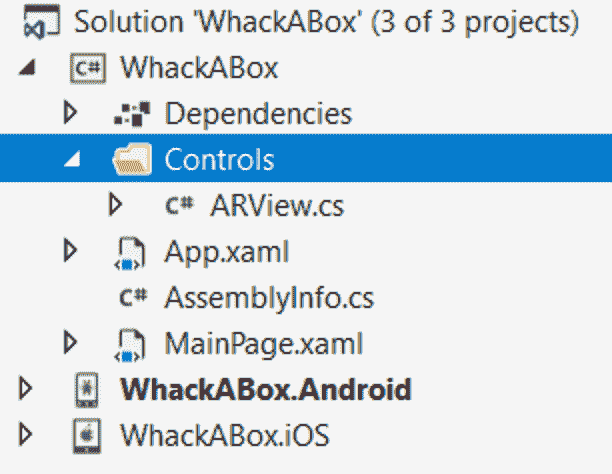 Solution 'WhackABox' (3 of 3 projects)
C# WhackABox
Dependencies
Controls
C# ARView.cs
App.xaml
C# AssemblyInfo.cs
MainPage.xaml
WhackABox.Android
WhackABox.iOS